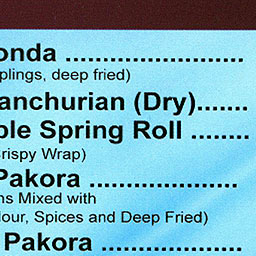 onda ..................
plings, deep fried)
anchurian (Dry).......
ble Spring Roll ........
rispy Wrap)
Pakora ....................
ns Mixed with
lour, Spices and Deep Fried)
Pakora ...................